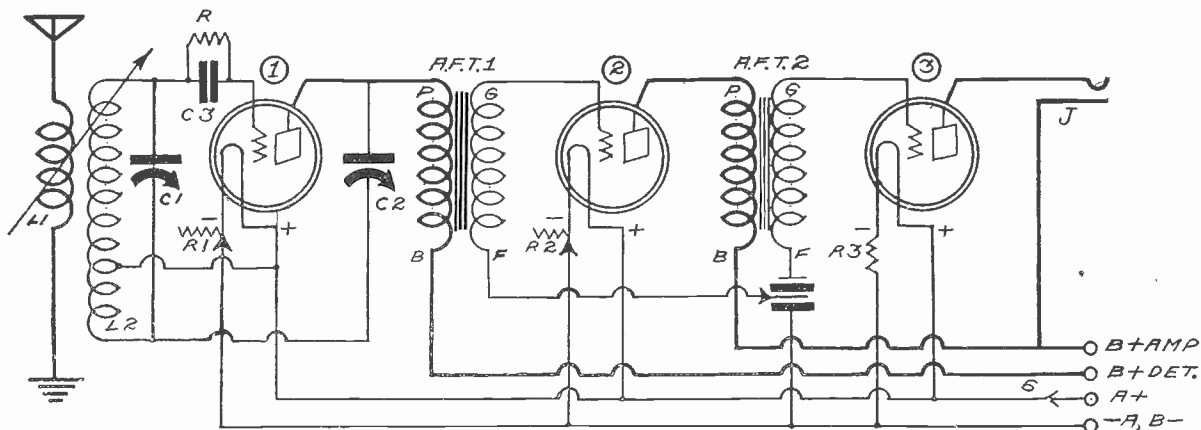 R
C3
1
A.F.T.1
P
G
2
A.F.T.2
P
G
3
J
L1
C1
C2
−
R1
+
B
F
−
R2
+
B
F
−
R3
+
L2
B+AMP
B+DET.
6
A+
−A, B−